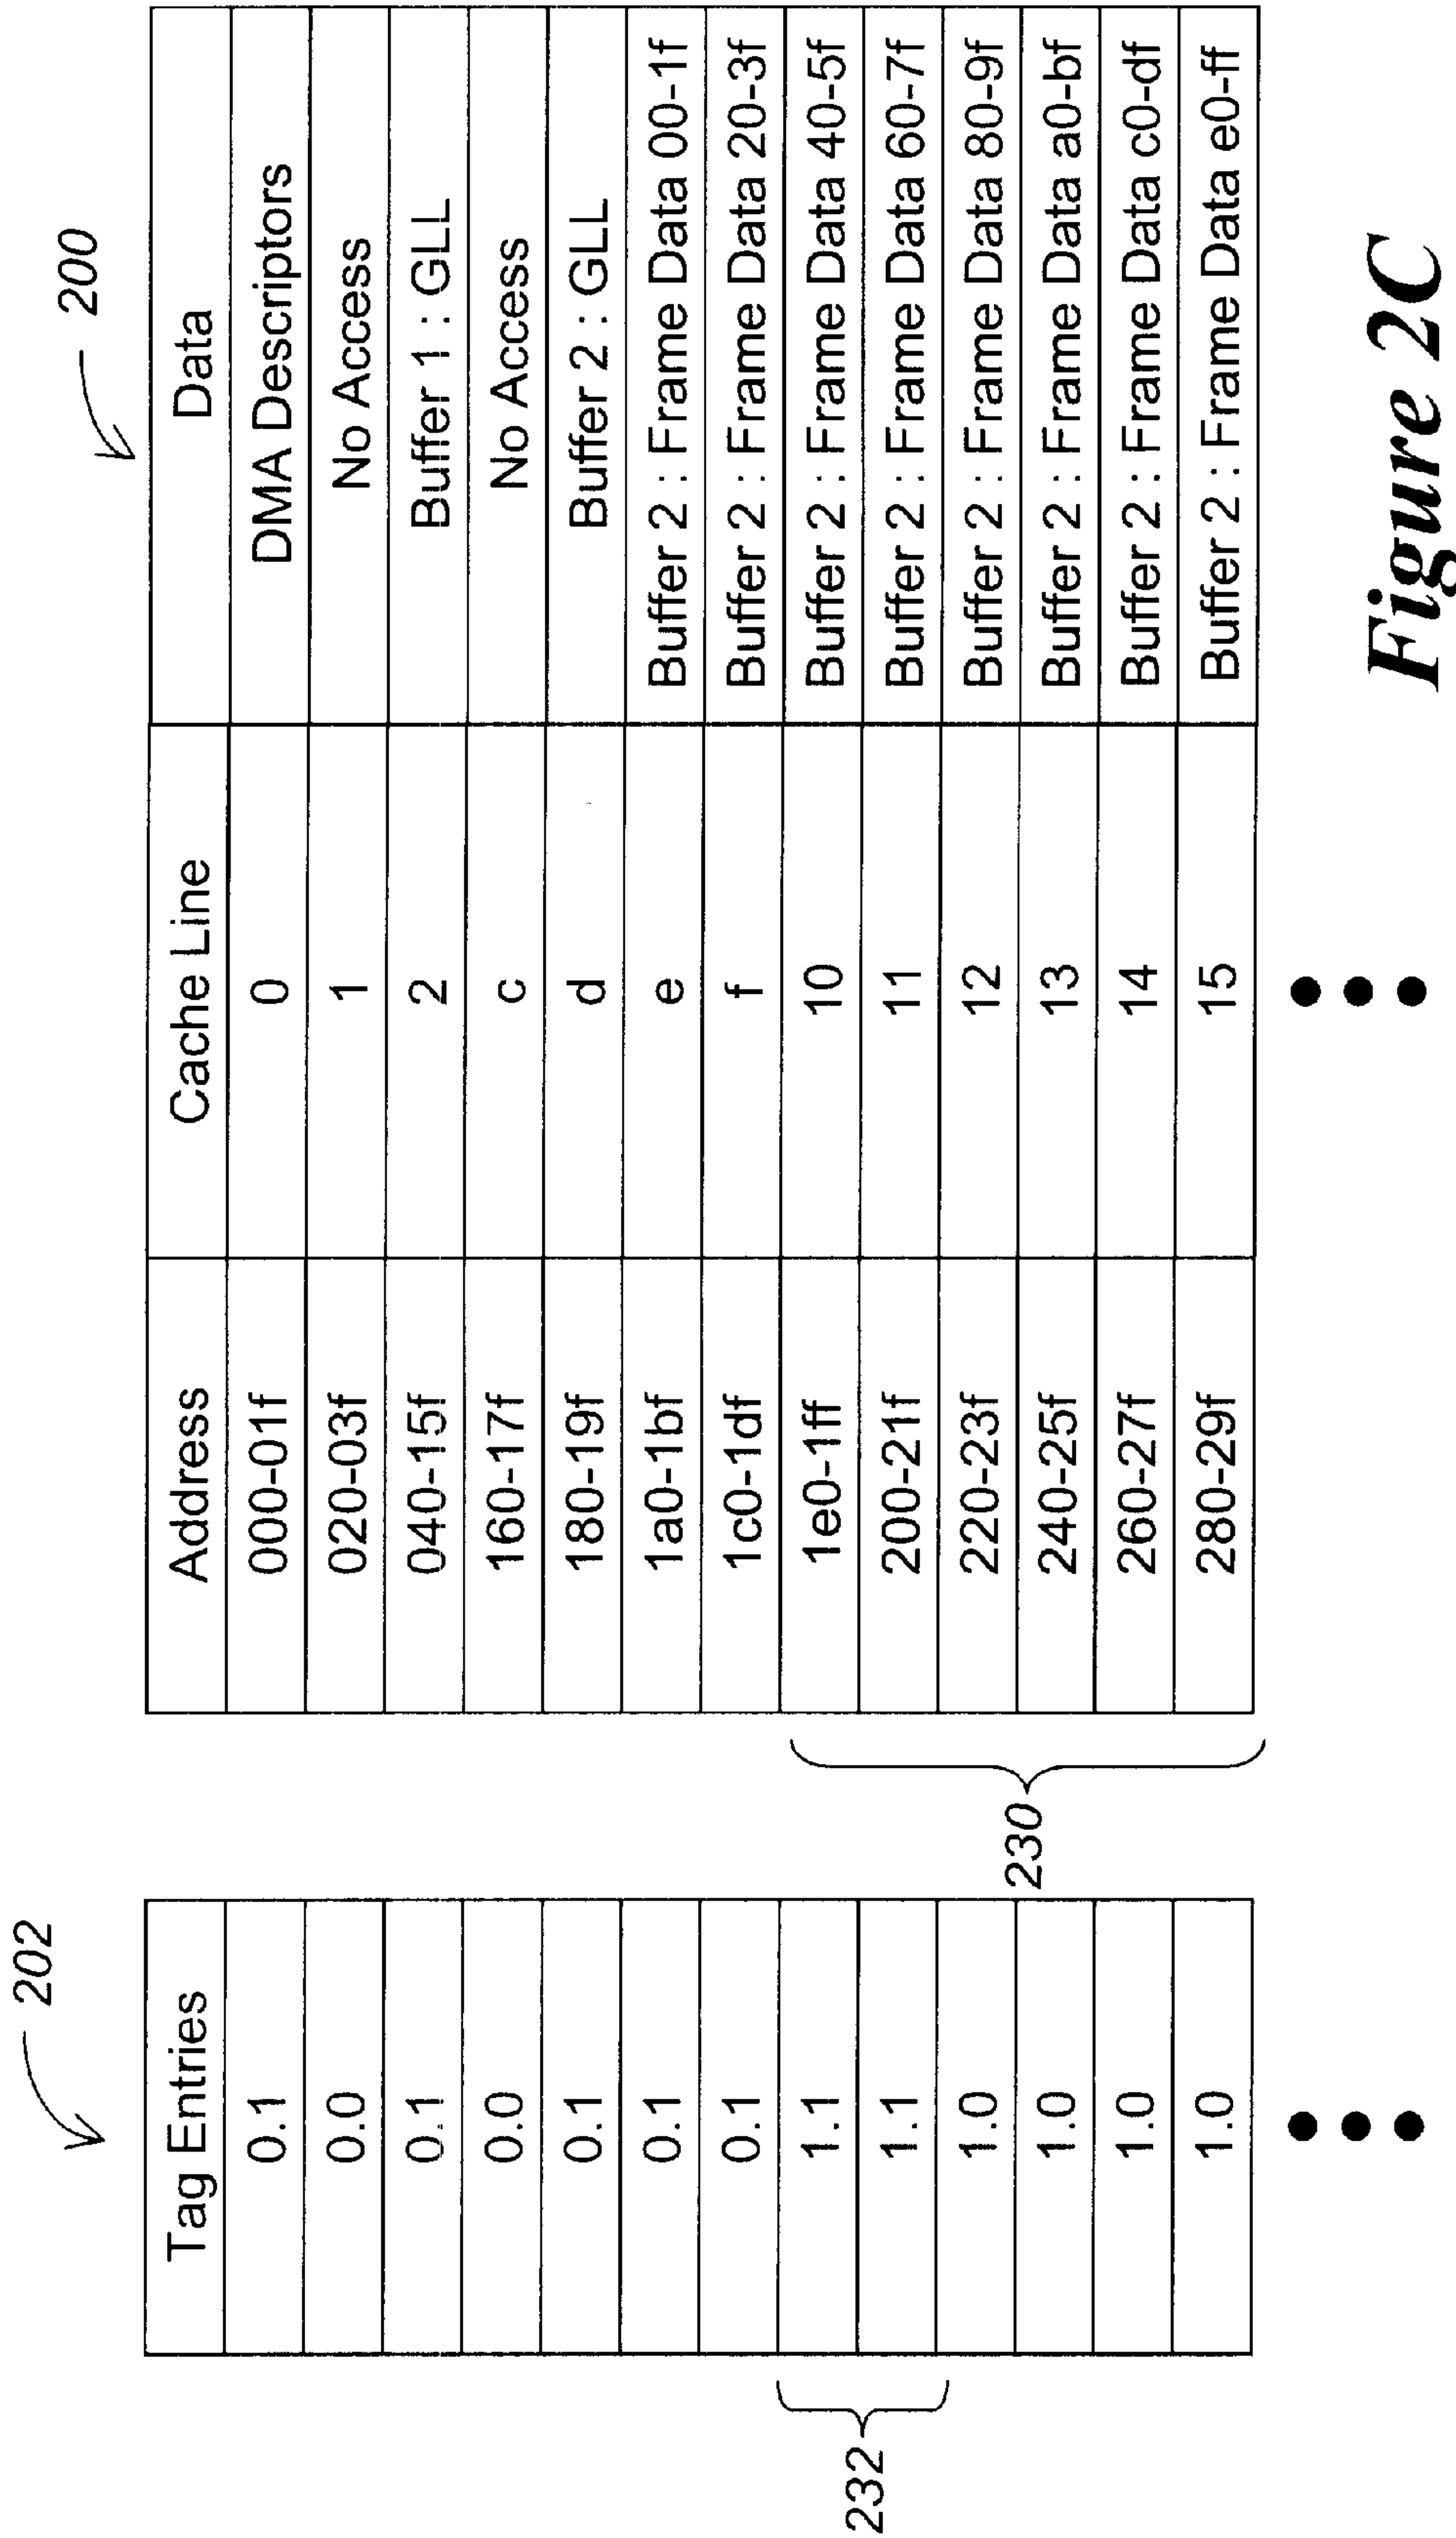 202
200
Tag Entries Address Cache Line Data
0.1 000-01f 0 DMA Descriptors
0.0 020-03f 1 No Access
0.1 040-15f 2 Buffer 1 : GLL
0.0 160-17f c No Access
0.1 180-19f d Buffer 2 : GLL
0.1 1a0-1bf e Buffer 2 : Frame Data 00-1f
0.1 1c0-1df f Buffer 2 : Frame Data 20-3f
1.1 1e0-1ff 10 Buffer 2 : Frame Data 40-5f
1.1 200-21f 11 Buffer 2 : Frame Data 60-7f
1.0 220-23f 12 Buffer 2 : Frame Data 80-9f
1.0 240-25f 13 Buffer 2 : Frame Data a0-bf
1.0 260-27f 14 Buffer 2 : Frame Data c0-df
1.0 280-29f 15 Buffer 2 : Frame Data e0-ff
232
230
Figure 2C